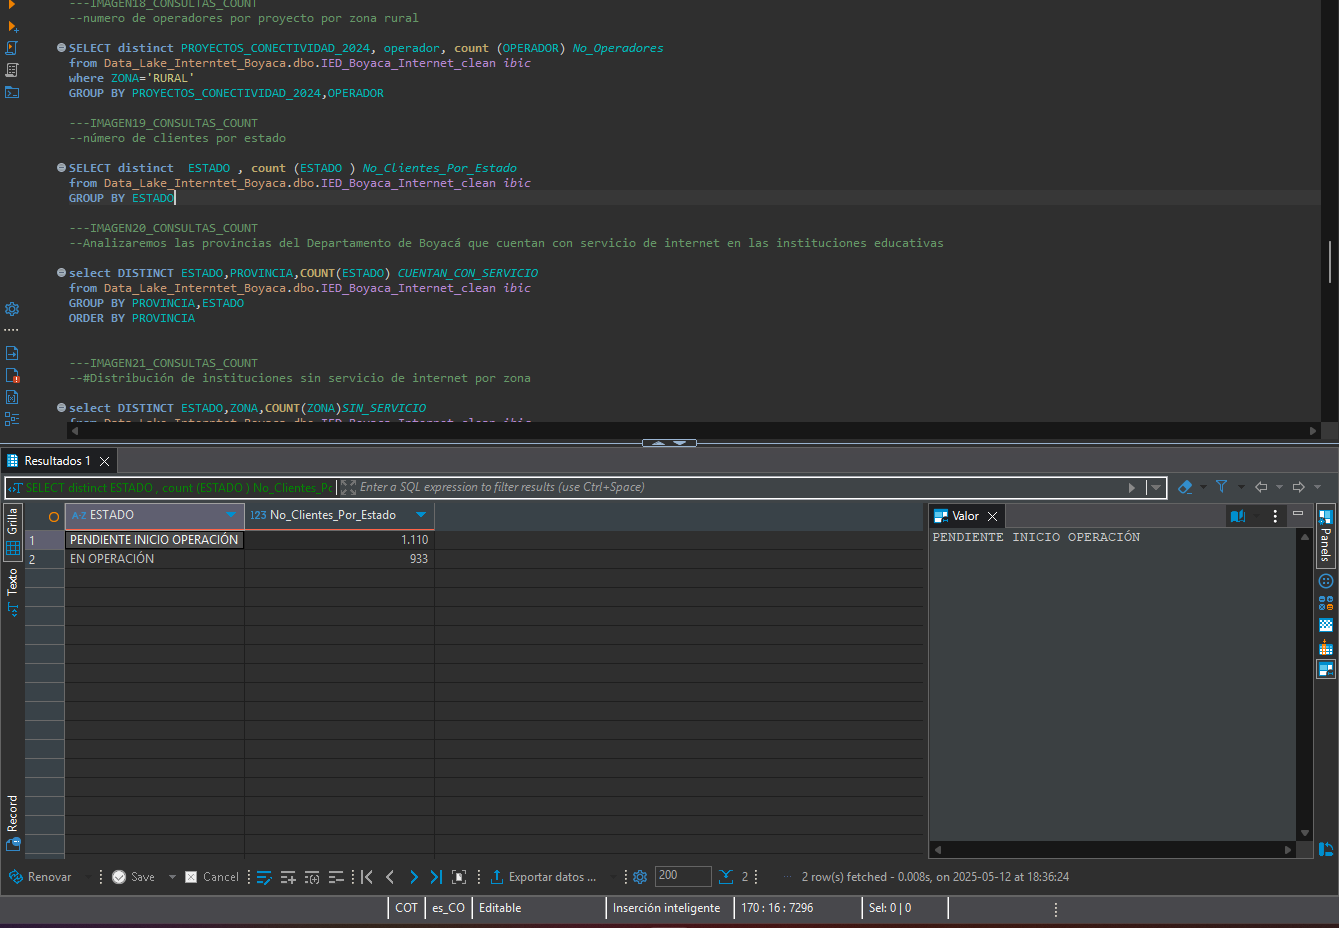 ---IMAGEN18_CONSULTAS_COUNT
--numero de operadores por proyecto por zona rural
SELECT distinct PROYECTOS_CONECTIVIDAD_2024, operador, count (OPERADOR) No_Operadores
from Data_Lake_Interntet_Boyaca.dbo.IED_Boyaca_Internet_clean ibic
where ZONA='RURAL'
GROUP BY PROYECTOS_CONECTIVIDAD_2024,OPERADOR
---IMAGEN19_CONSULTAS_COUNT
--número de clientes por estado
SELECT distinct  ESTADO , count (ESTADO ) No_Clientes_Por_Estado
from Data_Lake_Interntet_Boyaca.dbo.IED_Boyaca_Internet_clean ibic
GROUP BY ESTADO
---IMAGEN20_CONSULTAS_COUNT
--Analizaremos las provincias del Departamento de Boyacá que cuentan con servicio de internet en las instituciones educativas
select DISTINCT ESTADO,PROVINCIA,COUNT(ESTADO) CUENTAN_CON_SERVICIO
from Data_Lake_Interntet_Boyaca.dbo.IED_Boyaca_Internet_clean ibic
GROUP BY PROVINCIA,ESTADO
ORDER BY PROVINCIA
---IMAGEN21_CONSULTAS_COUNT
--#Distribución de instituciones sin servicio de internet por zona
select DISTINCT ESTADO,ZONA,COUNT(ZONA)SIN_SERVICIO
from Data_Lake_Interntet_Boyaca.dbo.IED_Boyaca_Internet_clean ibic
Resultados 1
SELECT distinct ESTADO , count (ESTADO ) No_Clientes_Po
Enter a SQL expression to filter results (use Ctrl+Space)
Grilla
Texto
Record
A-Z ESTADO
123 No_Clientes_Por_Estado
1 PENDIENTE INICIO OPERACIÓN 1.110
2 EN OPERACIÓN 933
Valor
PENDIENTE INICIO OPERACIÓN
Panels
Renovar
Save
Cancel
Exportar datos ...
200
2
2 row(s) fetched - 0.008s, on 2025-05-12 at 18:36:24
COT
es_CO
Editable
Inserción inteligente
170 : 16 : 7296
Sel: 0 | 0